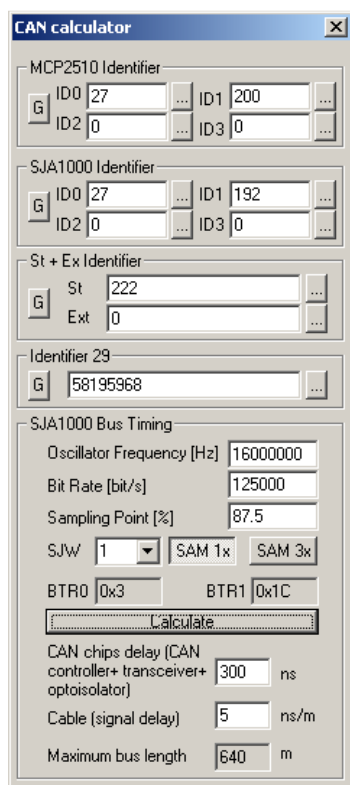 CAN calculator
MCP2510 Identifier
G ID0 27 ... ID1 200 ...
ID2 0 ... ID3 0 ...
SJA1000 Identifier
G ID0 27 ... ID1 192 ...
ID2 0 ... ID3 0 ...
St + Ex Identifier
G St 222 ...
Ext 0 ...
Identifier 29
G 58195968 ...
SJA1000 Bus Timing
Oscillator Frequency [Hz] 16000000
Bit Rate [bit/s] 125000
Sampling Point [%] 87.5
SJW 1 SAM 1x SAM 3x
BTR0 0x3 BTR1 0x1C
Calculate
CAN chips delay (CAN
controller+ transceiver+ 300 ns
optoisolator)
Cable (signal delay) 5 ns/m
Maximum bus length 640 m